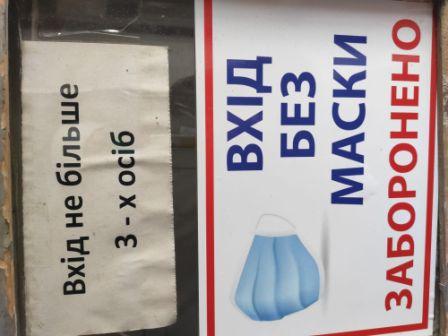 Вхід не більше
3 - х осіб
ВХІД
БЕЗ
МАСКИ
ЗАБОРОНЕНО